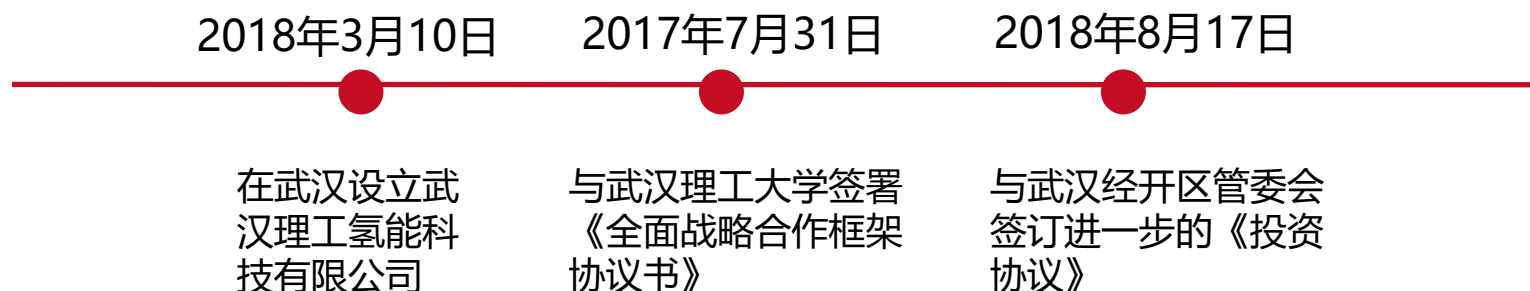 2018年3月10日
2017年7月31日
2018年8月17日
在武汉设立武
汉理工氢能科
技有限公司
与武汉理工大学签署
《全面战略合作框架
协议书》
与武汉经开区管委会
签订进一步的《投资
协议》